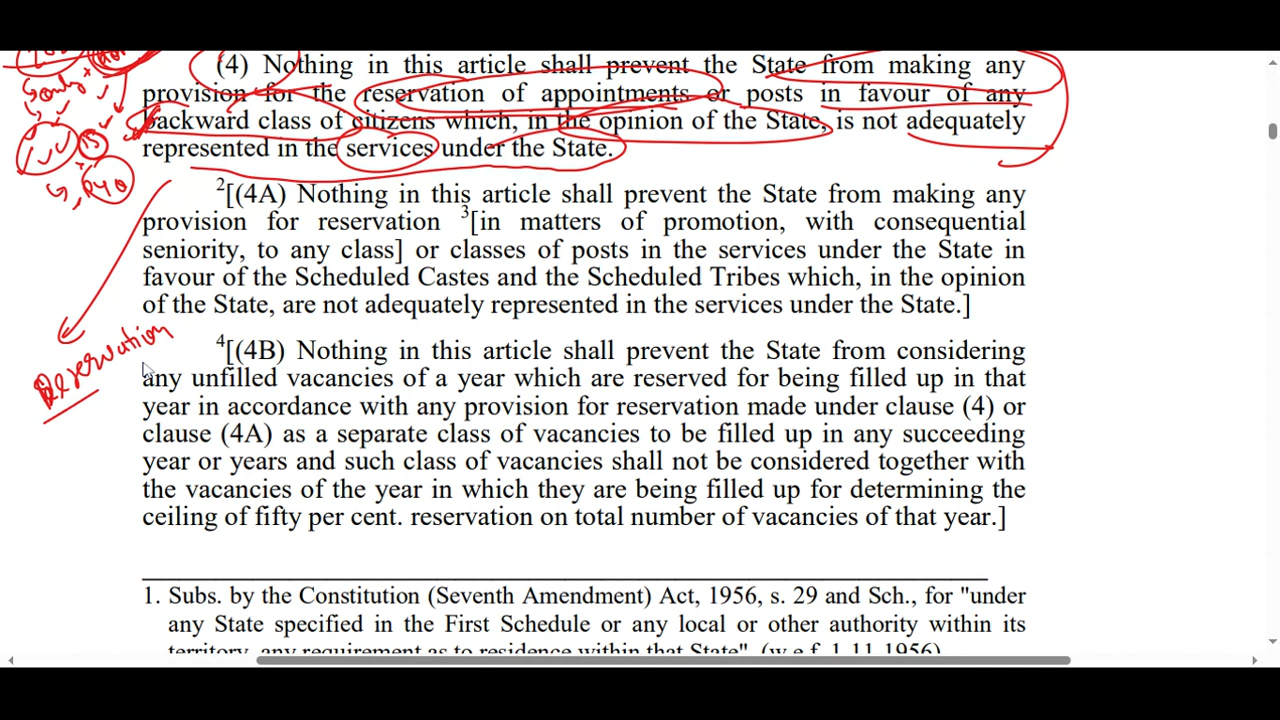 (4) Nothing in this article shall prevent the State from making any
provision for the reservation of appointments or posts in favour of any
backward class of citizens which, in the opinion of the State, is not adequately
represented in the services under the State.
2[(4A) Nothing in this article shall prevent the State from making any
provision for reservation 3[in matters of promotion, with consequential
seniority, to any class] or classes of posts in the services under the State in
favour of the Scheduled Castes and the Scheduled Tribes which, in the opinion
of the State, are not adequately represented in the services under the State.]
Reservation
4[(4B) Nothing in this article shall prevent the State from considering
any unfilled vacancies of a year which are reserved for being filled up in that
year in accordance with any provision for reservation made under clause (4) or
clause (4A) as a separate class of vacancies to be filled up in any succeeding
year or years and such class of vacancies shall not be considered together with
the vacancies of the year in which they are being filled up for determining the
ceiling of fifty per cent. reservation on total number of vacancies of that year.]
1. Subs. by the Constitution (Seventh Amendment) Act, 1956, s. 29 and Sch., for "under
any State specified in the First Schedule or any local or other authority within its
territory, any requirement as to residence within that State" (w.e.f. 1-11-1956)